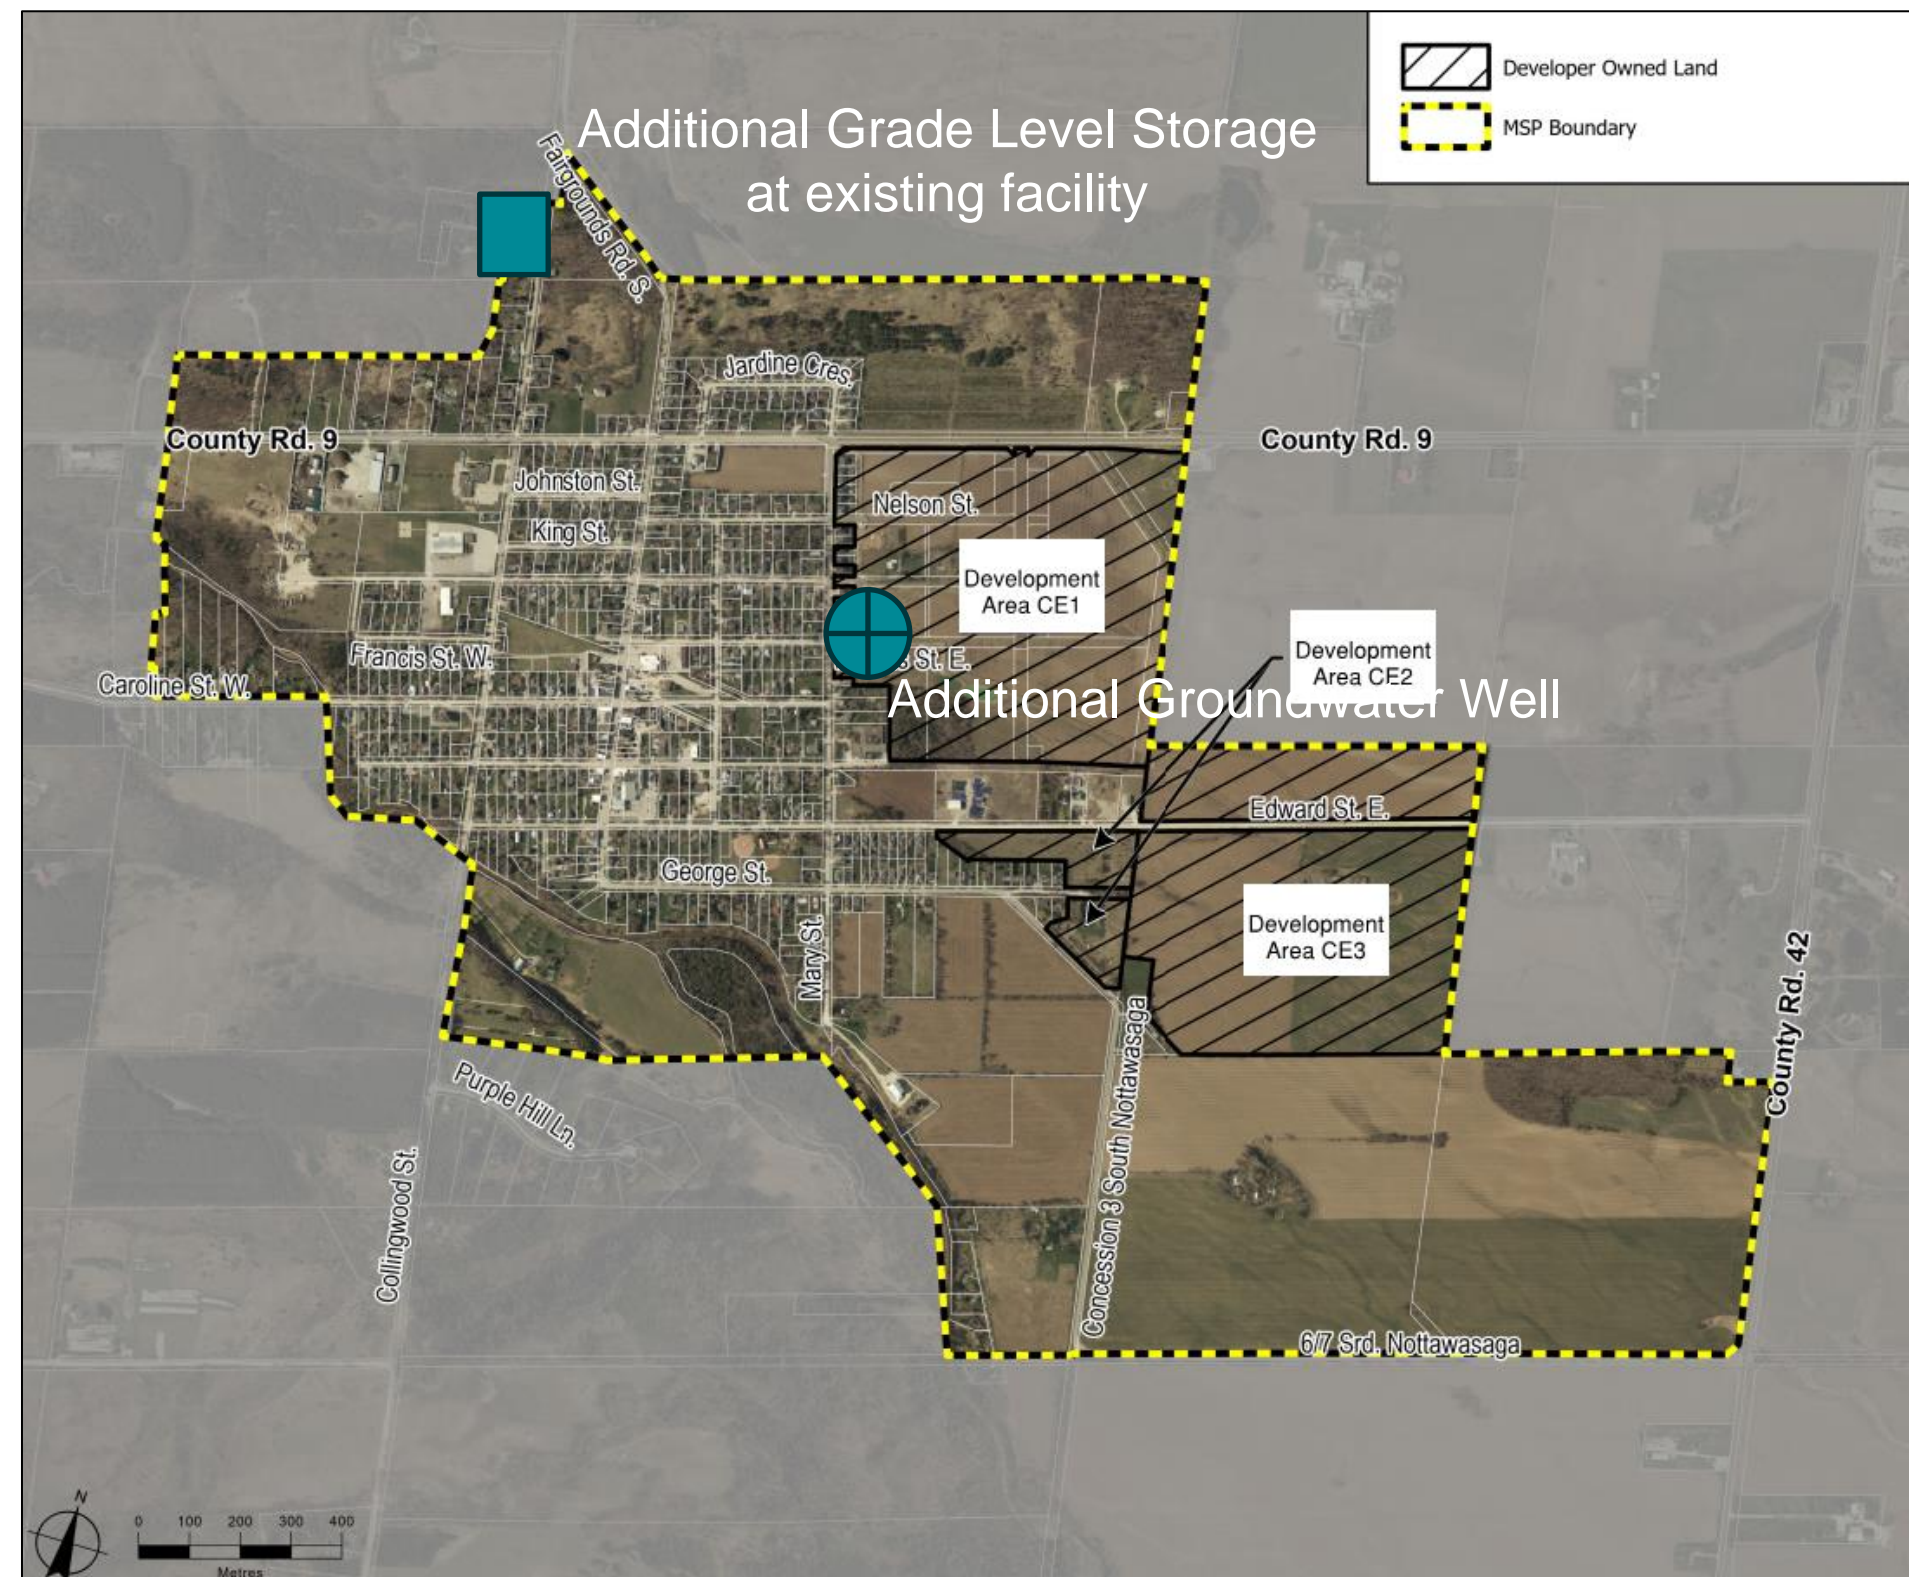 Developer Owned Land
MSP Boundary
Additional Grade Level Storage
at existing facility
Fairgrounds Rd. S.
Jardine Cres.
County Rd. 9
County Rd. 9
Johnston St.
Nelson St.
King St.
Development
Area CE1
Francis St. W.
St. E.
Development
Area CE2
Caroline St. W.
Additional Groundwater Well
Edward St. E.
George St.
Development
Area CE3
Mary St.
County Rd. 42
Purple Hill Ln.
Concession 3 South Nottawasaga
Collingwood St.
6/7 Srd. Nottawasaga
N
0 100 200 300 400
Metres